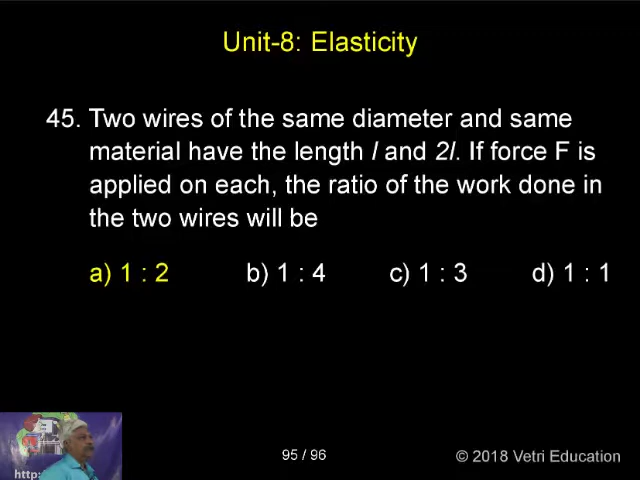 Unit-8: Elasticity
45. Two wires of the same diameter and same
material have the length l and 2l. If force F is
applied on each, the ratio of the work done in
the two wires will be
a) 1 : 2 b) 1 : 4 c) 1 : 3 d) 1 : 1
http:
95 / 96
© 2018 Vetri Education